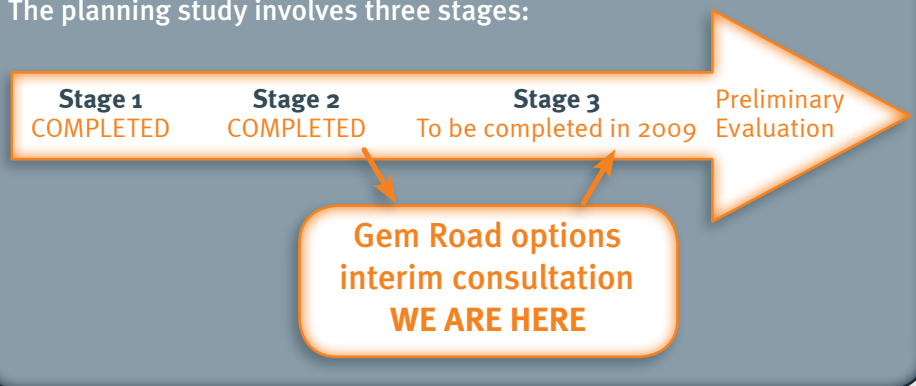 The planning study involves three stages:
Stage 1
COMPLETED
Stage 2
COMPLETED
Stage 3
To be completed in 2009
Preliminary
Evaluation
Gem Road options
interim consultation
WE ARE HERE